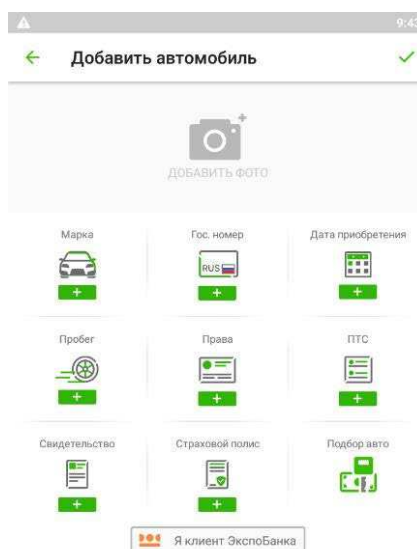 9:43
Добавить автомобиль
ДОБАВИТЬ ФОТО
Марка
Гос. номер
Дата приобретения
RUS
Пробег
Права
ПТС
Свидетельство
Страховой полис
Подбор авто
Я клиент ЭкспоБанка